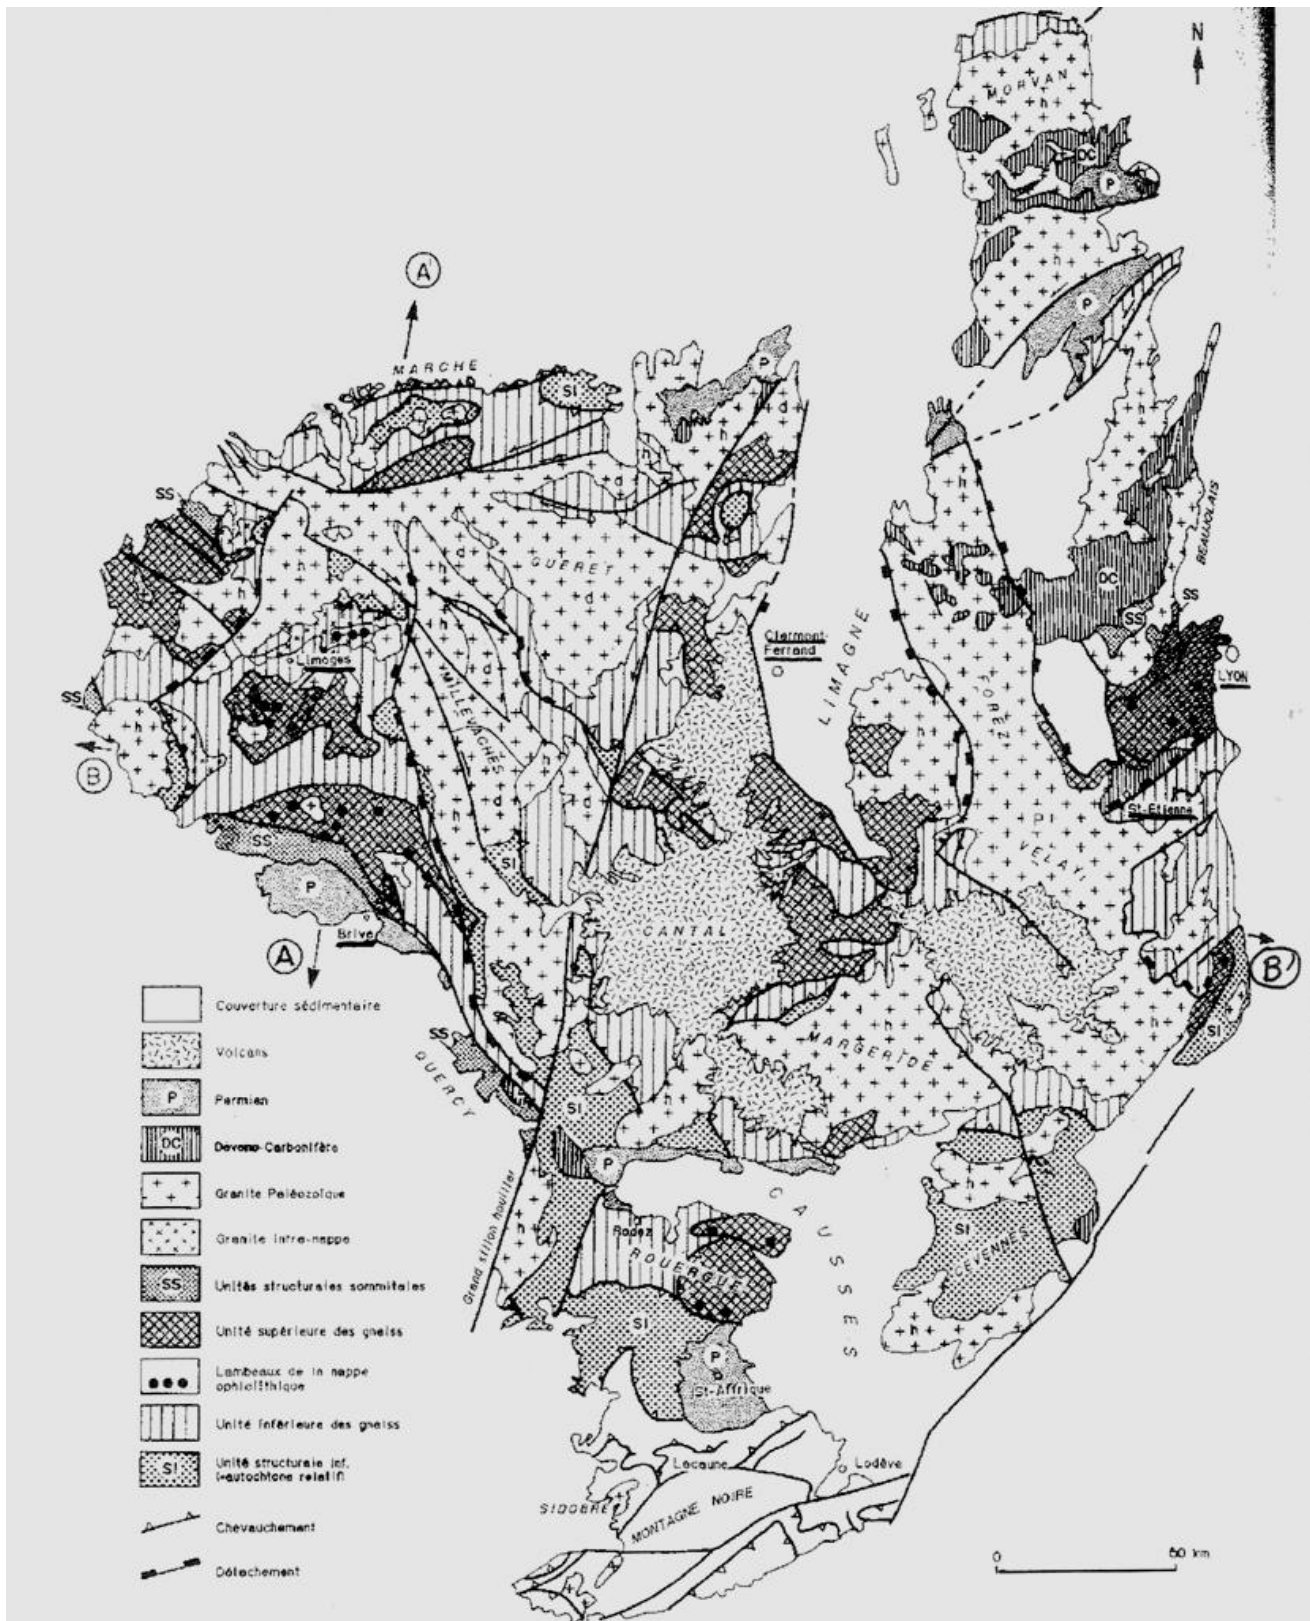 N
MORVAN
h
DC
P
h
P
A'
MARCHE
SI
P
d
h
h
SS
d
GUERET
d
h
h
d
h
h
BEAUJOLAIS
DC
SS
SS
Clermont-
Ferrand
LIMAGNE
FOREZ
LYON
Limoges
MILLEVACHES
d
SS
h
B
h
d
d
h
h
St-Etienne
SS
SI
VELAY
P
CANTAL
Brive
A
B'
h
SI
MARGERIDE
h
SS
QUERCY
SI
h
P
CAUSSES
h
SI
CEVENNES
h
h
Rodez
ROUERGUE
Grand sillon houiller
SI
P
St-Affrique
Lacaune
Lodève
SIDOBRE
MONTAGNE NOIRE
Couverture sédimentaire
Volcans
P Permien
DC Dévono-Carbonifère
Granite Paléozoïque
Granite intra-nappe
SS Unités structurales sommitales
Unité supérieure des gneiss
Lambeaux de la nappe
ophiolithique
Unité inférieure des gneiss
SI Unité structurale inf.
(=autochtone relatif)
Chevauchement
Détachement
0 50 km